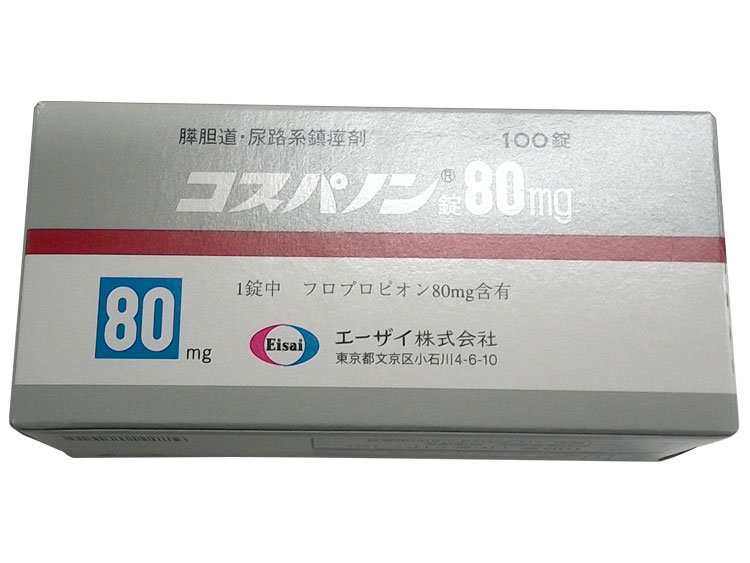 膵胆道・尿路系鎮痙剤 100錠
コスパノン®錠80mg
1錠中 フロプロピオン80mg含有
80mg
Eisai
エーザイ株式会社
東京都文京区小石川4-6-10